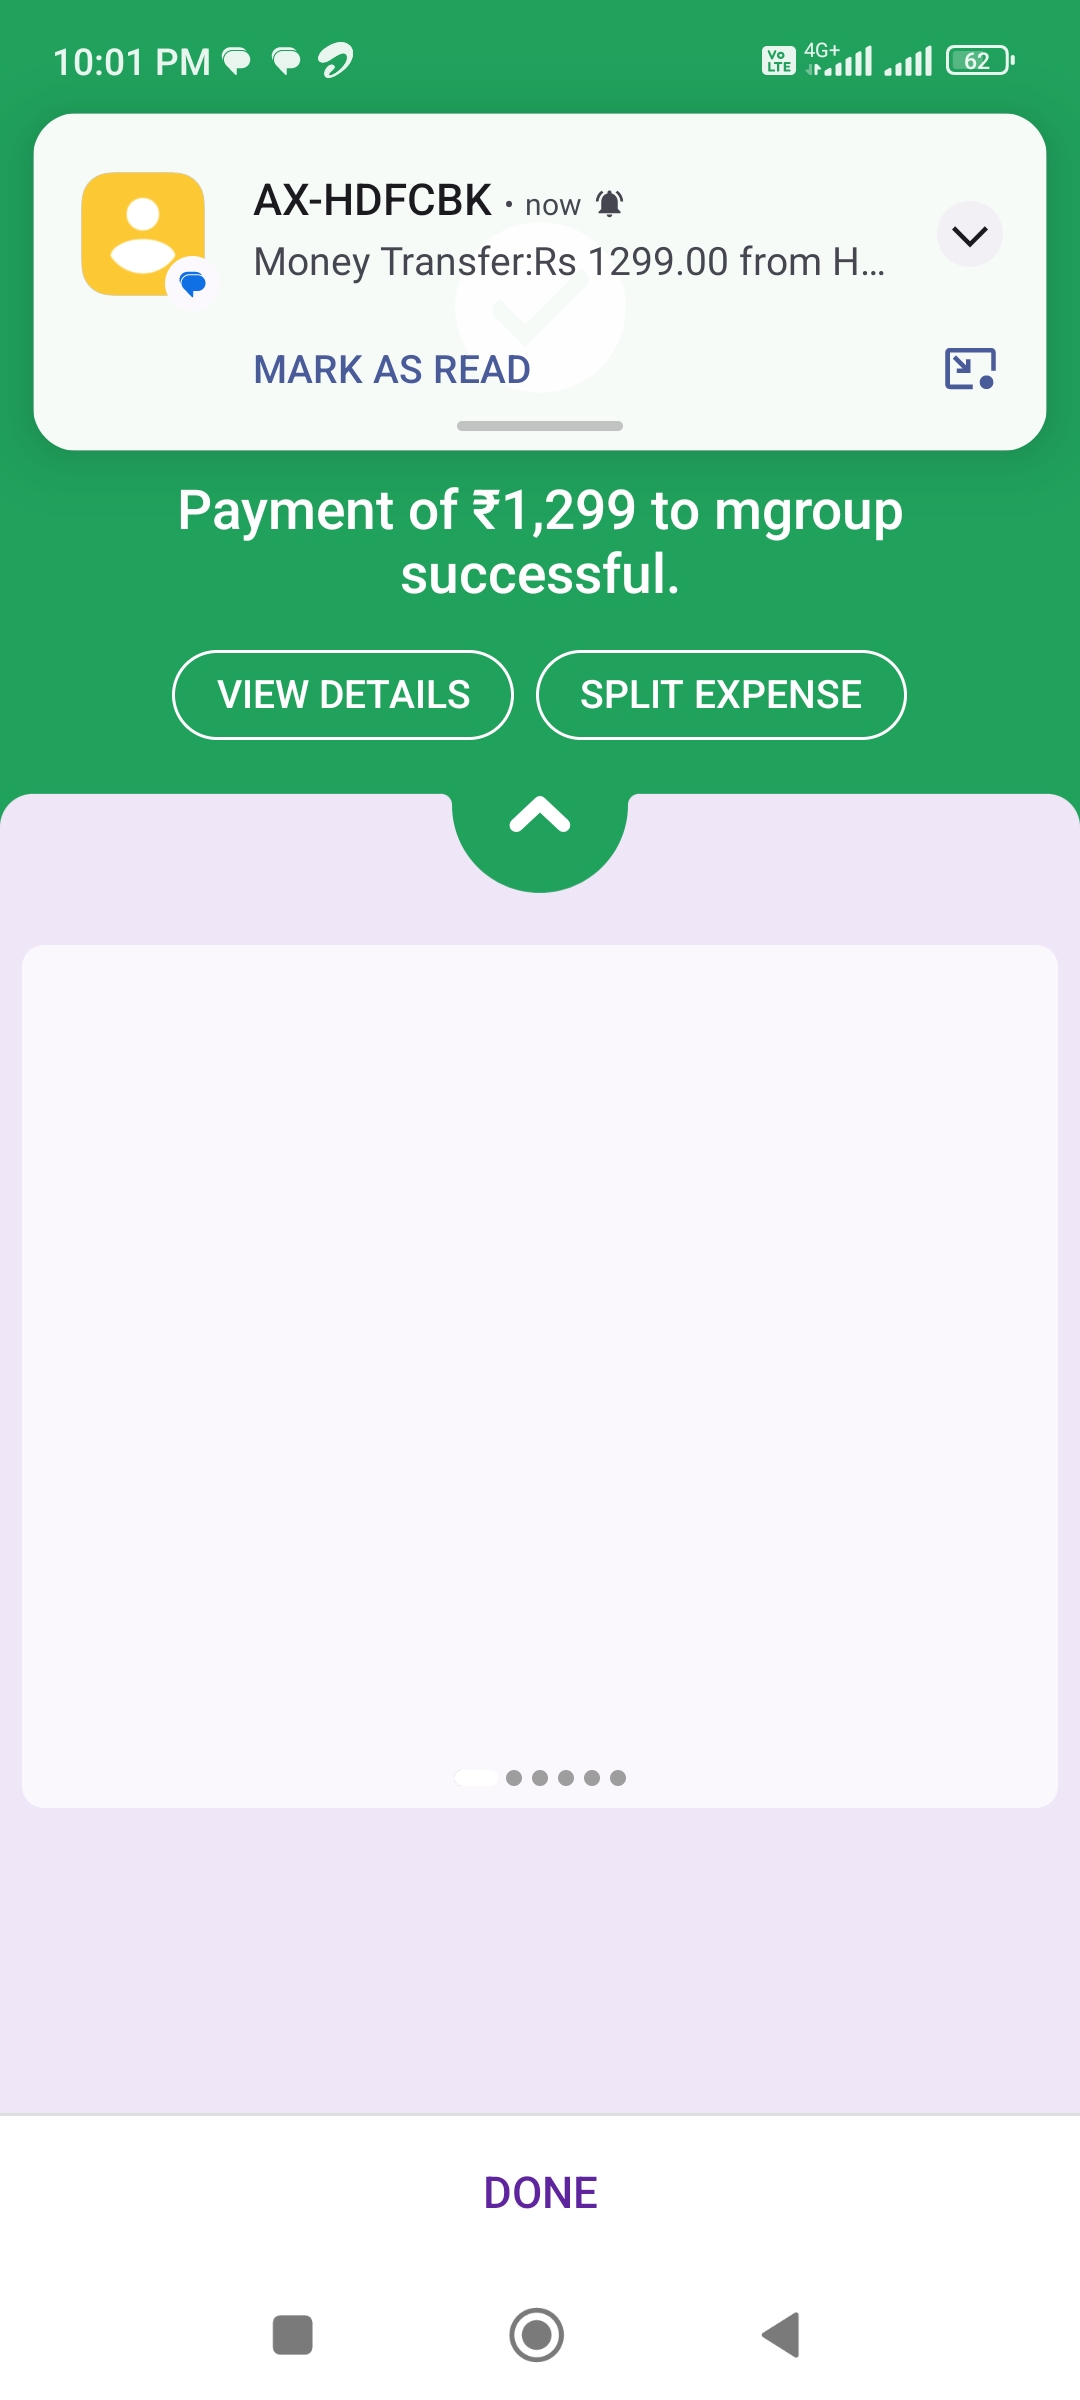 10:01 PM
Vo LTE 4G+ 62
AX-HDFCBK • now
Money Transfer:Rs 1299.00 from H...
MARK AS READ
Payment of ₹1,299 to mgroup
successful.
VIEW DETAILS SPLIT EXPENSE
DONE